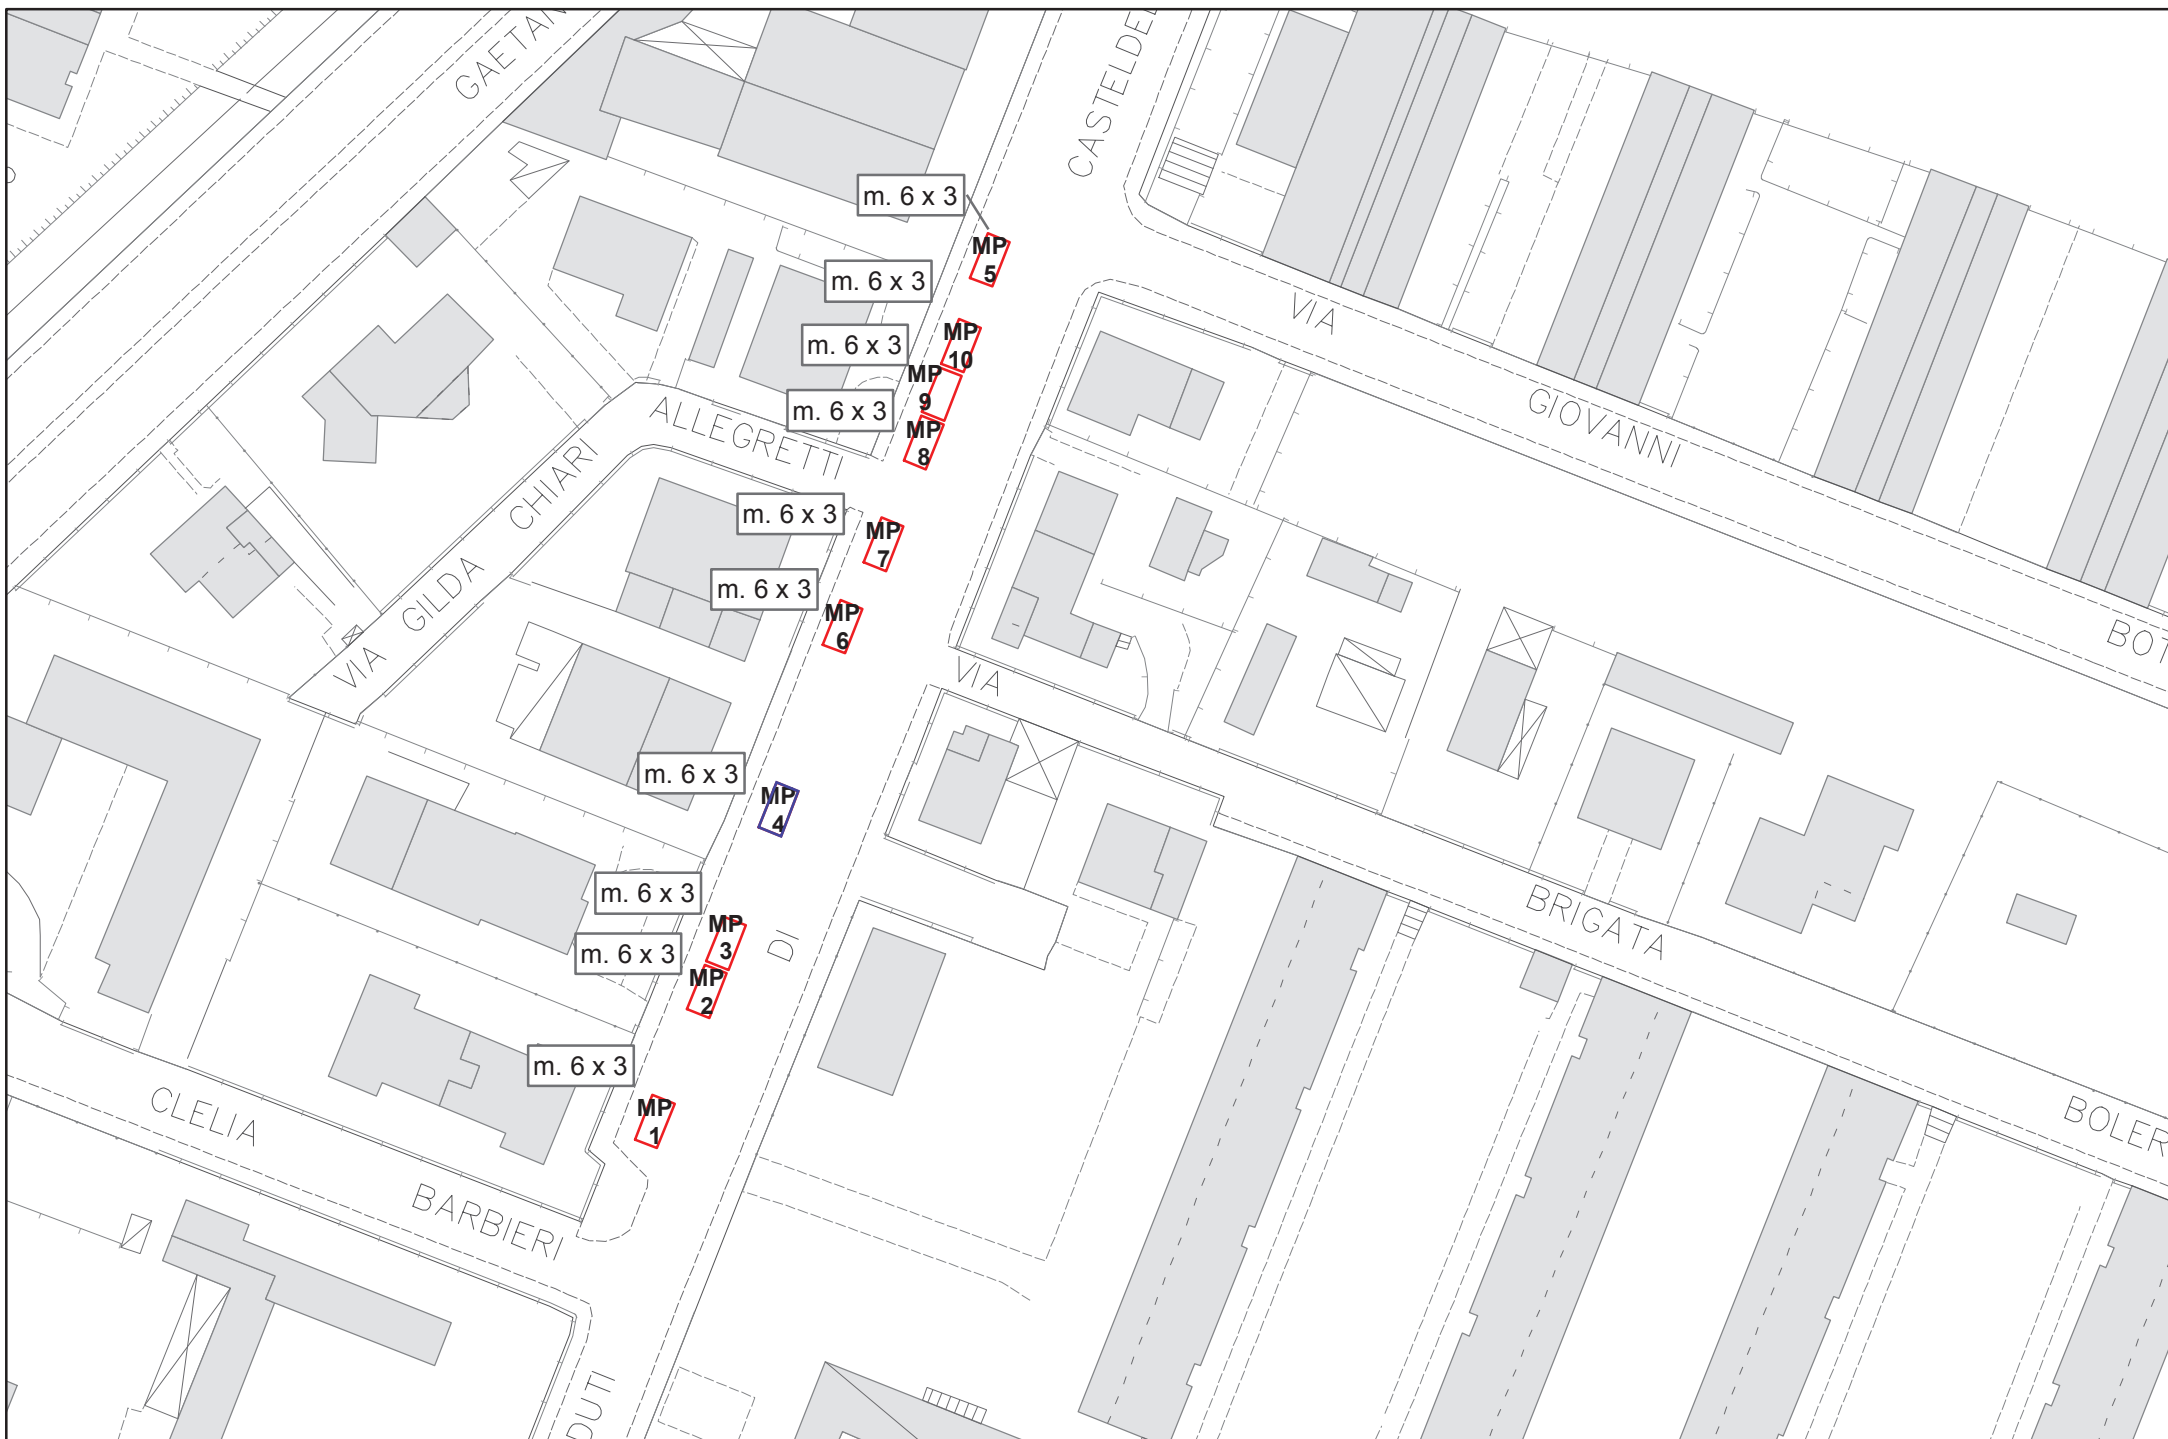 GAETAN
CASTELDE
m. 6 x 3
MP
5
m. 6 x 3
MP
10
m. 6 x 3
MP
9
m. 6 x 3
MP
8
VIA
GIOVANNI
BOT
VIA GILDA CHIARI
ALLEGRETTI
m. 6 x 3
MP
7
m. 6 x 3
MP
6
VIA
BRIGATA
BOLER
m. 6 x 3
MP
4
m. 6 x 3
MP
3
m. 6 x 3
MP
2
DI
m. 6 x 3
MP
1
CLELIA
BARBIERI
DUTI